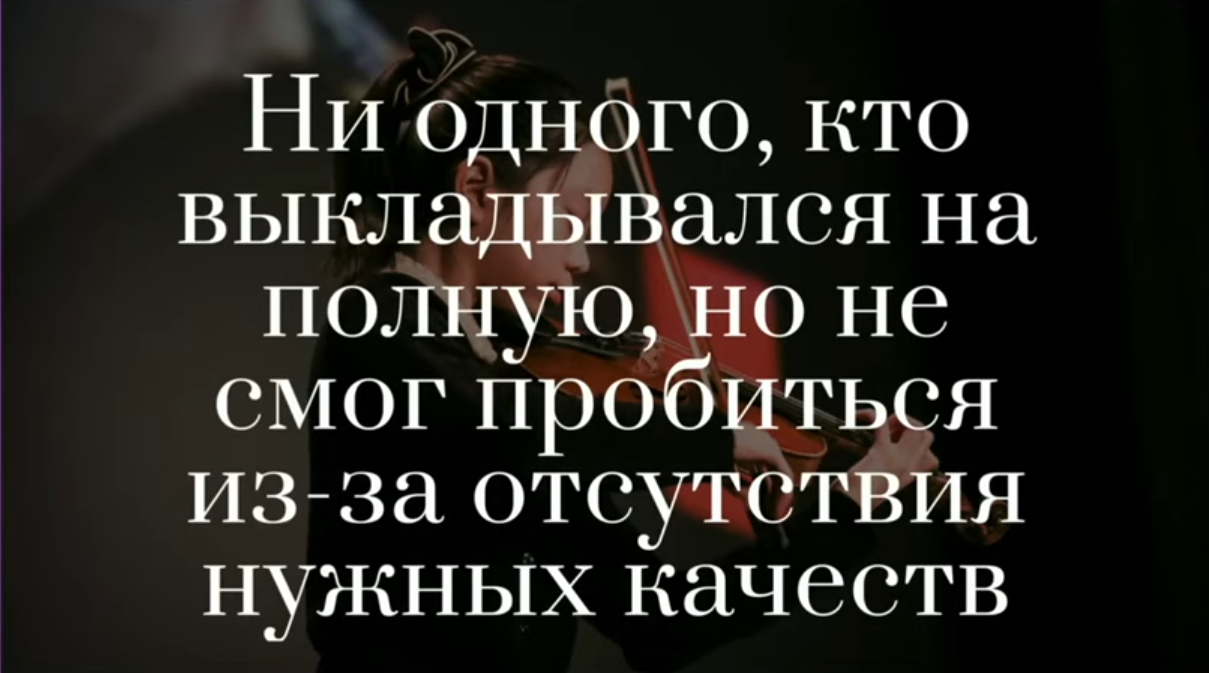 Ни одного, кто
выкладывался на
полную, но не
смог пробиться
из-за отсутствия
нужных качеств